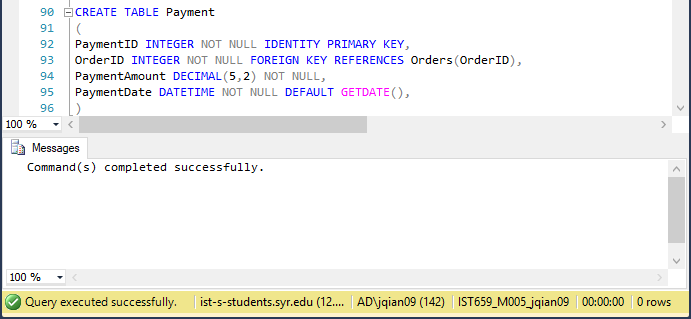 90 CREATE TABLE Payment
91 (
92 PaymentID INTEGER NOT NULL IDENTITY PRIMARY KEY,
93 OrderID INTEGER NOT NULL FOREIGN KEY REFERENCES Orders(OrderID),
94 PaymentAmount DECIMAL(5,2) NOT NULL,
95 PaymentDate DATETIME NOT NULL DEFAULT GETDATE(),
96 )
100 %
Messages
Command(s) completed successfully.
100 %
Query executed successfully. ist-s-students.syr.edu (12.... AD\jqian09 (142) IST659_M005_jqian09 00:00:00 0 rows